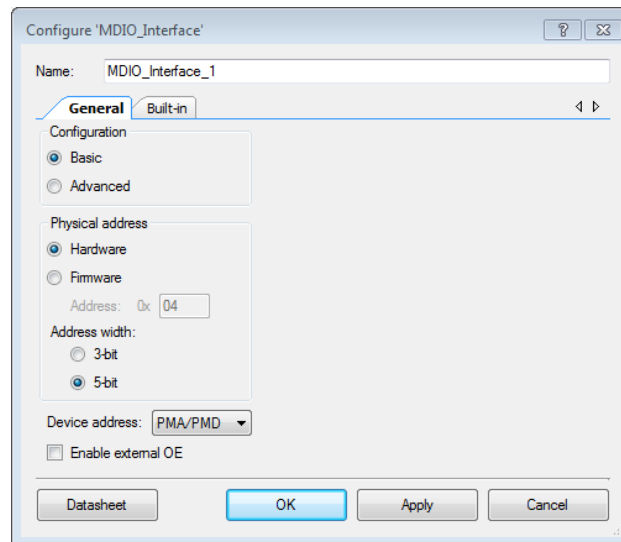 Configure 'MDIO_Interface'
Name: MDIO_Interface_1
General Built-in
Configuration
Basic
Advanced
Physical address
Hardware
Firmware
Address: 0x 04
Address width:
3-bit
5-bit
Device address: PMA/PMD
Enable external OE
Datasheet OK Apply Cancel